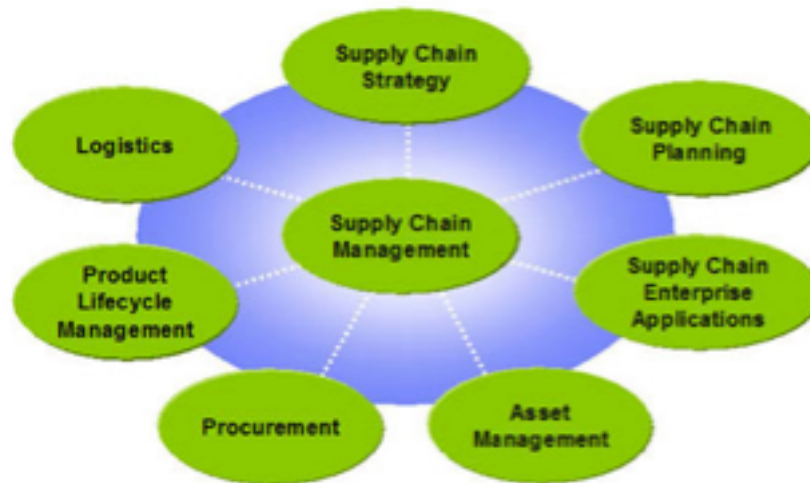 Supply Chain
Strategy
Logistics
Supply Chain
Planning
Supply Chain
Management
Product
Lifecycle
Management
Supply Chain
Enterprise
Applications
Procurement
Asset
Management